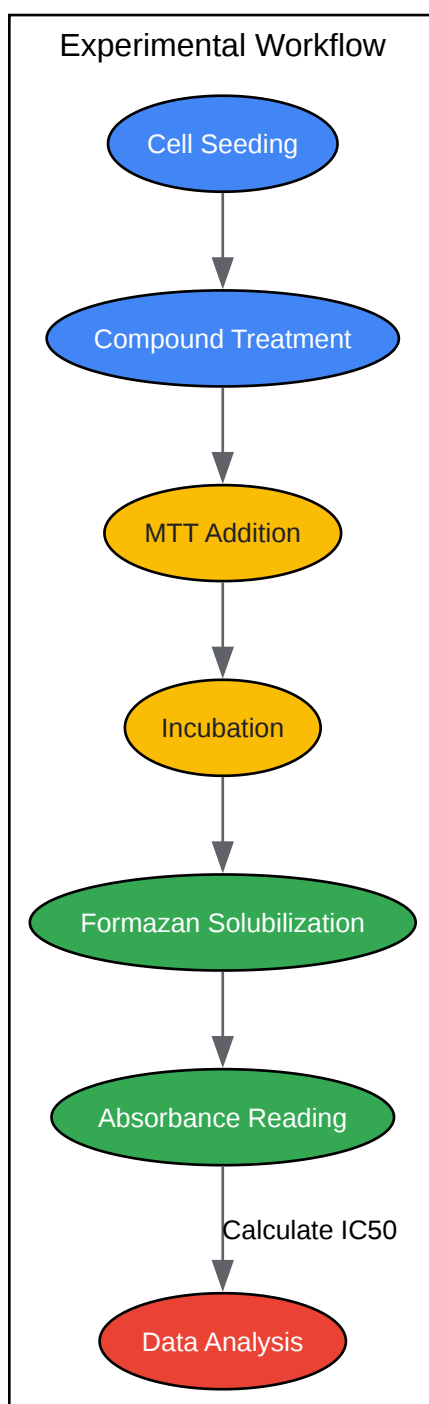 Experimental Workflow
Cell Seeding
Compound Treatment
MTT Addition
Incubation
Formazan Solubilization
Absorbance Reading
Calculate IC50
Data Analysis